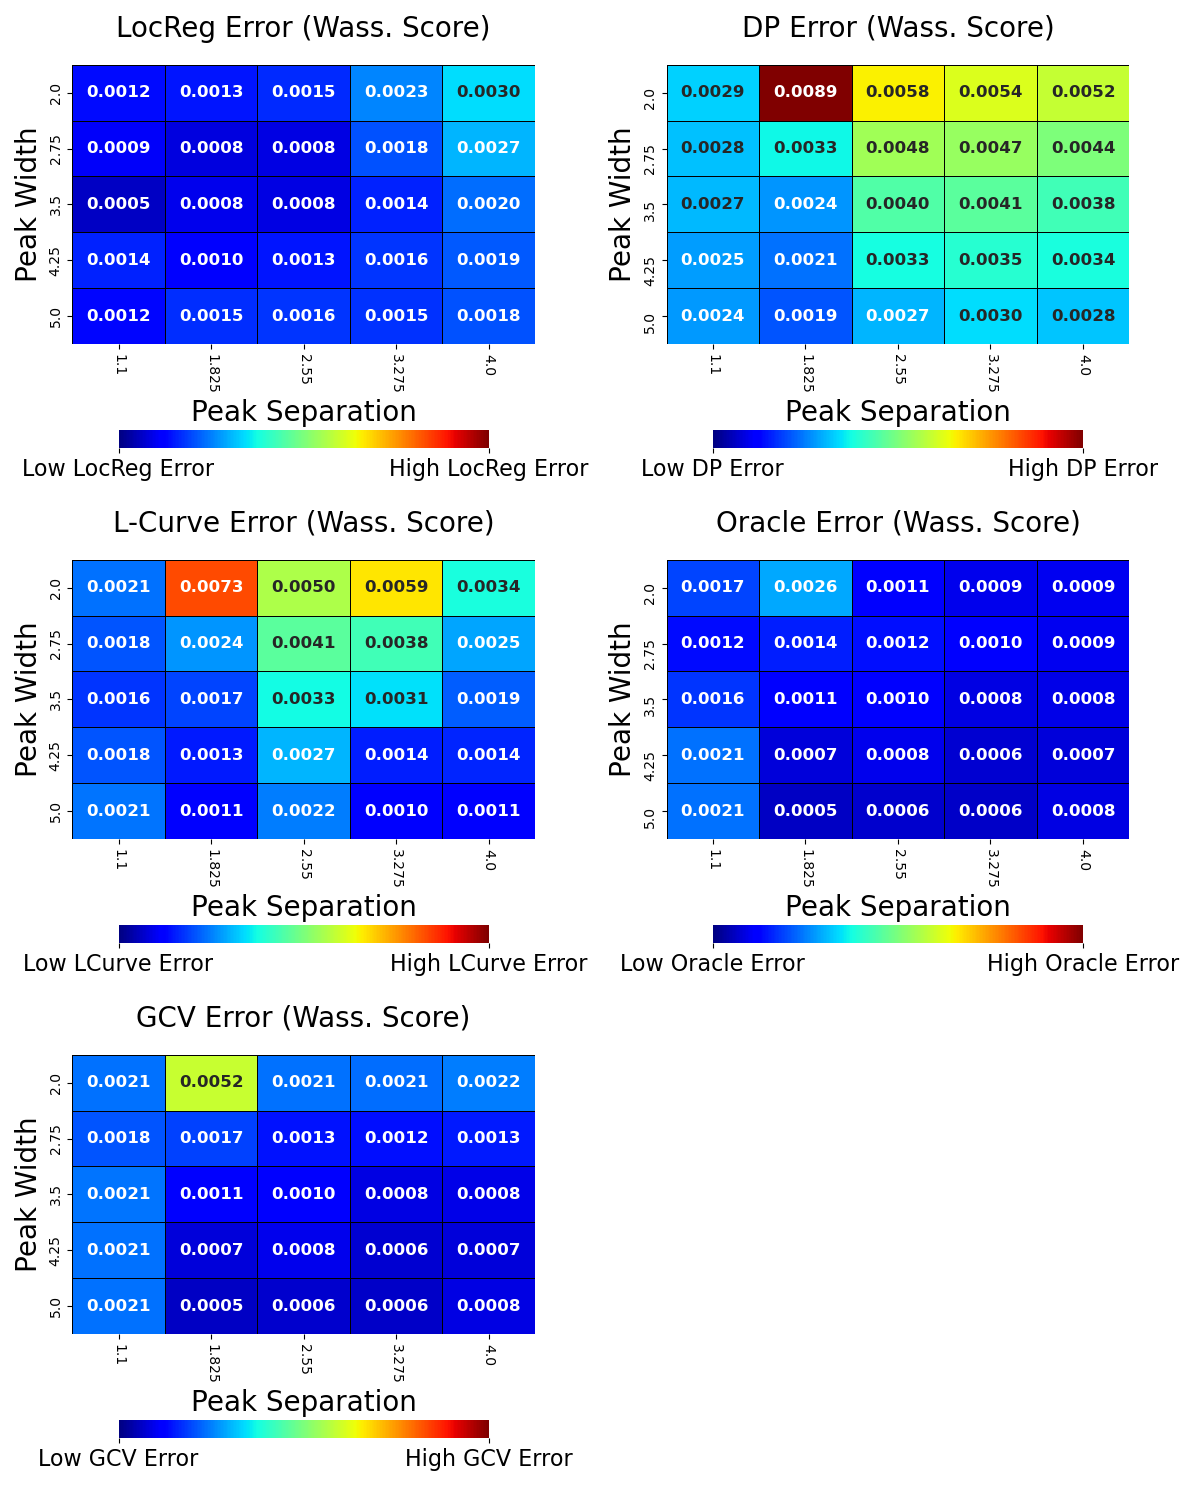 LocReg Error (Wass. Score)
Peak Width
2.0 0.0012 0.0013 0.0015 0.0023 0.0030
2.75 0.0009 0.0008 0.0008 0.0018 0.0027
3.5 0.0005 0.0008 0.0008 0.0014 0.0020
4.25 0.0014 0.0010 0.0013 0.0016 0.0019
5.0 0.0012 0.0015 0.0016 0.0015 0.0018
1.1 1.825 2.55 3.275 4.0
Peak Separation
Low LocReg Error High LocReg Error
DP Error (Wass. Score)
Peak Width
2.0 0.0029 0.0089 0.0058 0.0054 0.0052
2.75 0.0028 0.0033 0.0048 0.0047 0.0044
3.5 0.0027 0.0024 0.0040 0.0041 0.0038
4.25 0.0025 0.0021 0.0033 0.0035 0.0034
5.0 0.0024 0.0019 0.0027 0.0030 0.0028
1.1 1.825 2.55 3.275 4.0
Peak Separation
Low DP Error High DP Error
L-Curve Error (Wass. Score)
Peak Width
2.0 0.0021 0.0073 0.0050 0.0059 0.0034
2.75 0.0018 0.0024 0.0041 0.0038 0.0025
3.5 0.0016 0.0017 0.0033 0.0031 0.0019
4.25 0.0018 0.0013 0.0027 0.0014 0.0014
5.0 0.0021 0.0011 0.0022 0.0010 0.0011
1.1 1.825 2.55 3.275 4.0
Peak Separation
Low LCurve Error High LCurve Error
Oracle Error (Wass. Score)
Peak Width
2.0 0.0017 0.0026 0.0011 0.0009 0.0009
2.75 0.0012 0.0014 0.0012 0.0010 0.0009
3.5 0.0016 0.0011 0.0010 0.0008 0.0008
4.25 0.0021 0.0007 0.0008 0.0006 0.0007
5.0 0.0021 0.0005 0.0006 0.0006 0.0008
1.1 1.825 2.55 3.275 4.0
Peak Separation
Low Oracle Error High Oracle Error
GCV Error (Wass. Score)
Peak Width
2.0 0.0021 0.0052 0.0021 0.0021 0.0022
2.75 0.0018 0.0017 0.0013 0.0012 0.0013
3.5 0.0021 0.0011 0.0010 0.0008 0.0008
4.25 0.0021 0.0007 0.0008 0.0006 0.0007
5.0 0.0021 0.0005 0.0006 0.0006 0.0008
1.1 1.825 2.55 3.275 4.0
Peak Separation
Low GCV Error High GCV Error